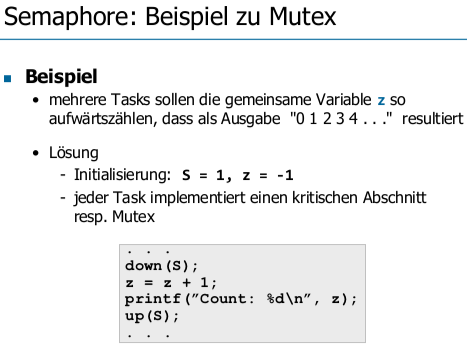 Semaphore: Beispiel zu Mutex
Beispiel
• mehrere Tasks sollen die gemeinsame Variable z so
aufwärtszählen, dass als Ausgabe "0 1 2 3 4 . . ." resultiert
• Lösung
- Initialisierung: S = 1, z = -1
- jeder Task implementiert einen kritischen Abschnitt
resp. Mutex
. . .
down(S);
z = z + 1;
printf(”Count: %d\n”, z);
up(S);
. . .